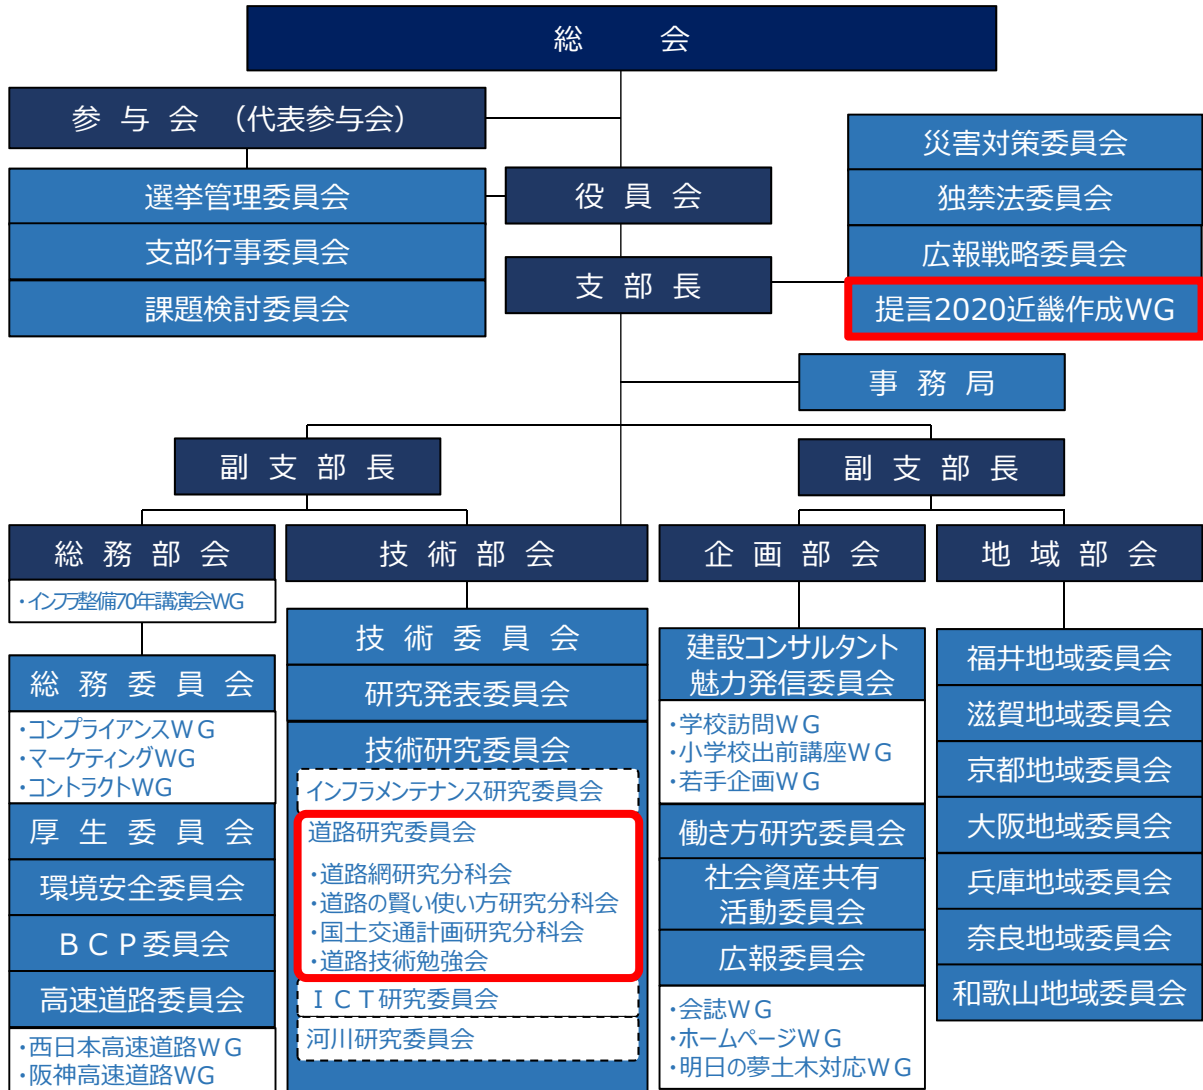 総 会
参 与 会 （代表参与会）
選挙管理委員会
支部行事委員会
課題検討委員会
役 員 会
支 部 長
災害対策委員会
独禁法委員会
広報戦略委員会
提言2020近畿作成WG
事 務 局
副 支 部 長
副 支 部 長
総 務 部 会
・インフラ整備70年講演会WG
総 務 委 員 会
・コンプライアンスＷＧ
・マーケティングWG
・コントラクトWG
厚 生 委 員 会
環境安全委員会
ＢＣＰ委員会
高速道路委員会
・西日本高速道路ＷＧ
・阪神高速道路WG
技 術 部 会
技 術 委 員 会
研究発表委員会
技術研究委員会
インフラメンテナンス研究委員会
道路研究委員会
・道路網研究分科会
・道路の賢い使い方研究分科会
・国土交通計画研究分科会
・道路技術勉強会
ＩＣＴ研究委員会
河川研究委員会
企 画 部 会
建設コンサルタント
魅力発信委員会
・学校訪問ＷＧ
・小学校出前講座ＷＧ
・若手企画ＷＧ
働き方研究委員会
社会資産共有
活動委員会
広報委員会
・会誌ＷＧ
・ホームページＷＧ
・明日の夢土木対応ＷＧ
地 域 部 会
福井地域委員会
滋賀地域委員会
京都地域委員会
大阪地域委員会
兵庫地域委員会
奈良地域委員会
和歌山地域委員会